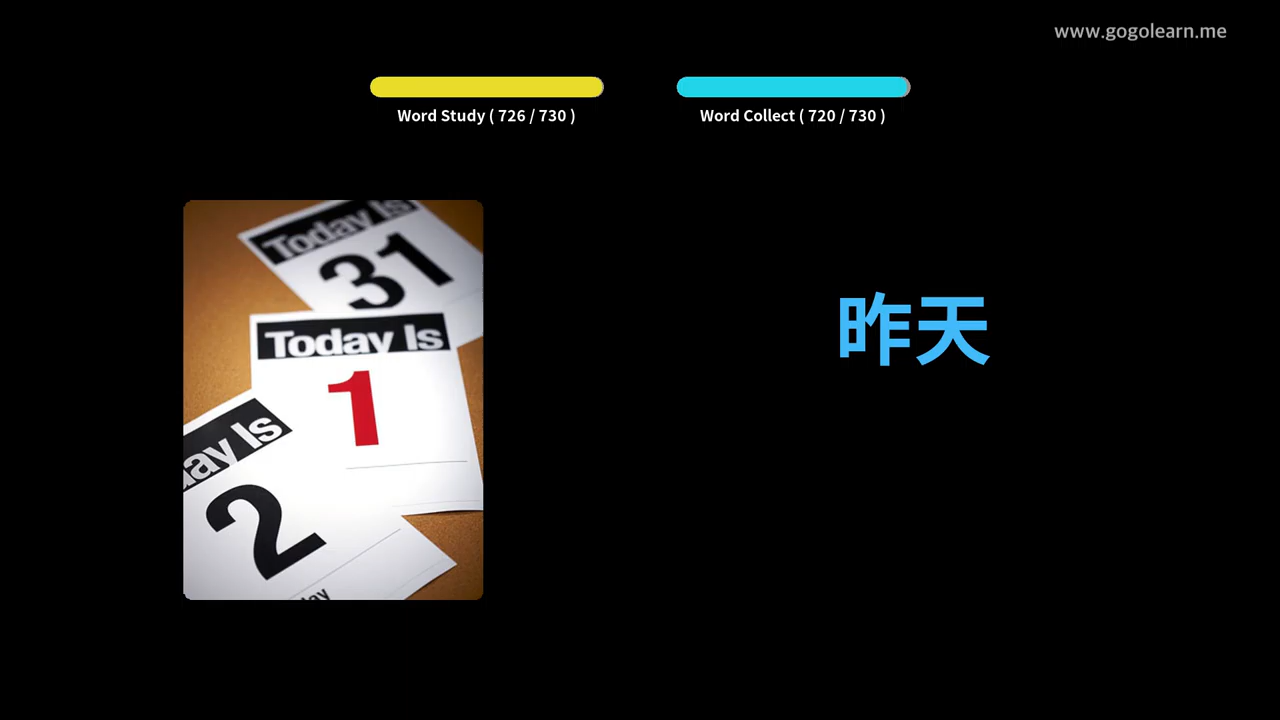 www.gogolearn.me
Word Study ( 726 / 730 )
Word Collect ( 720 / 730 )
Today Is
31
Today Is
1
昨天
ay Is
2